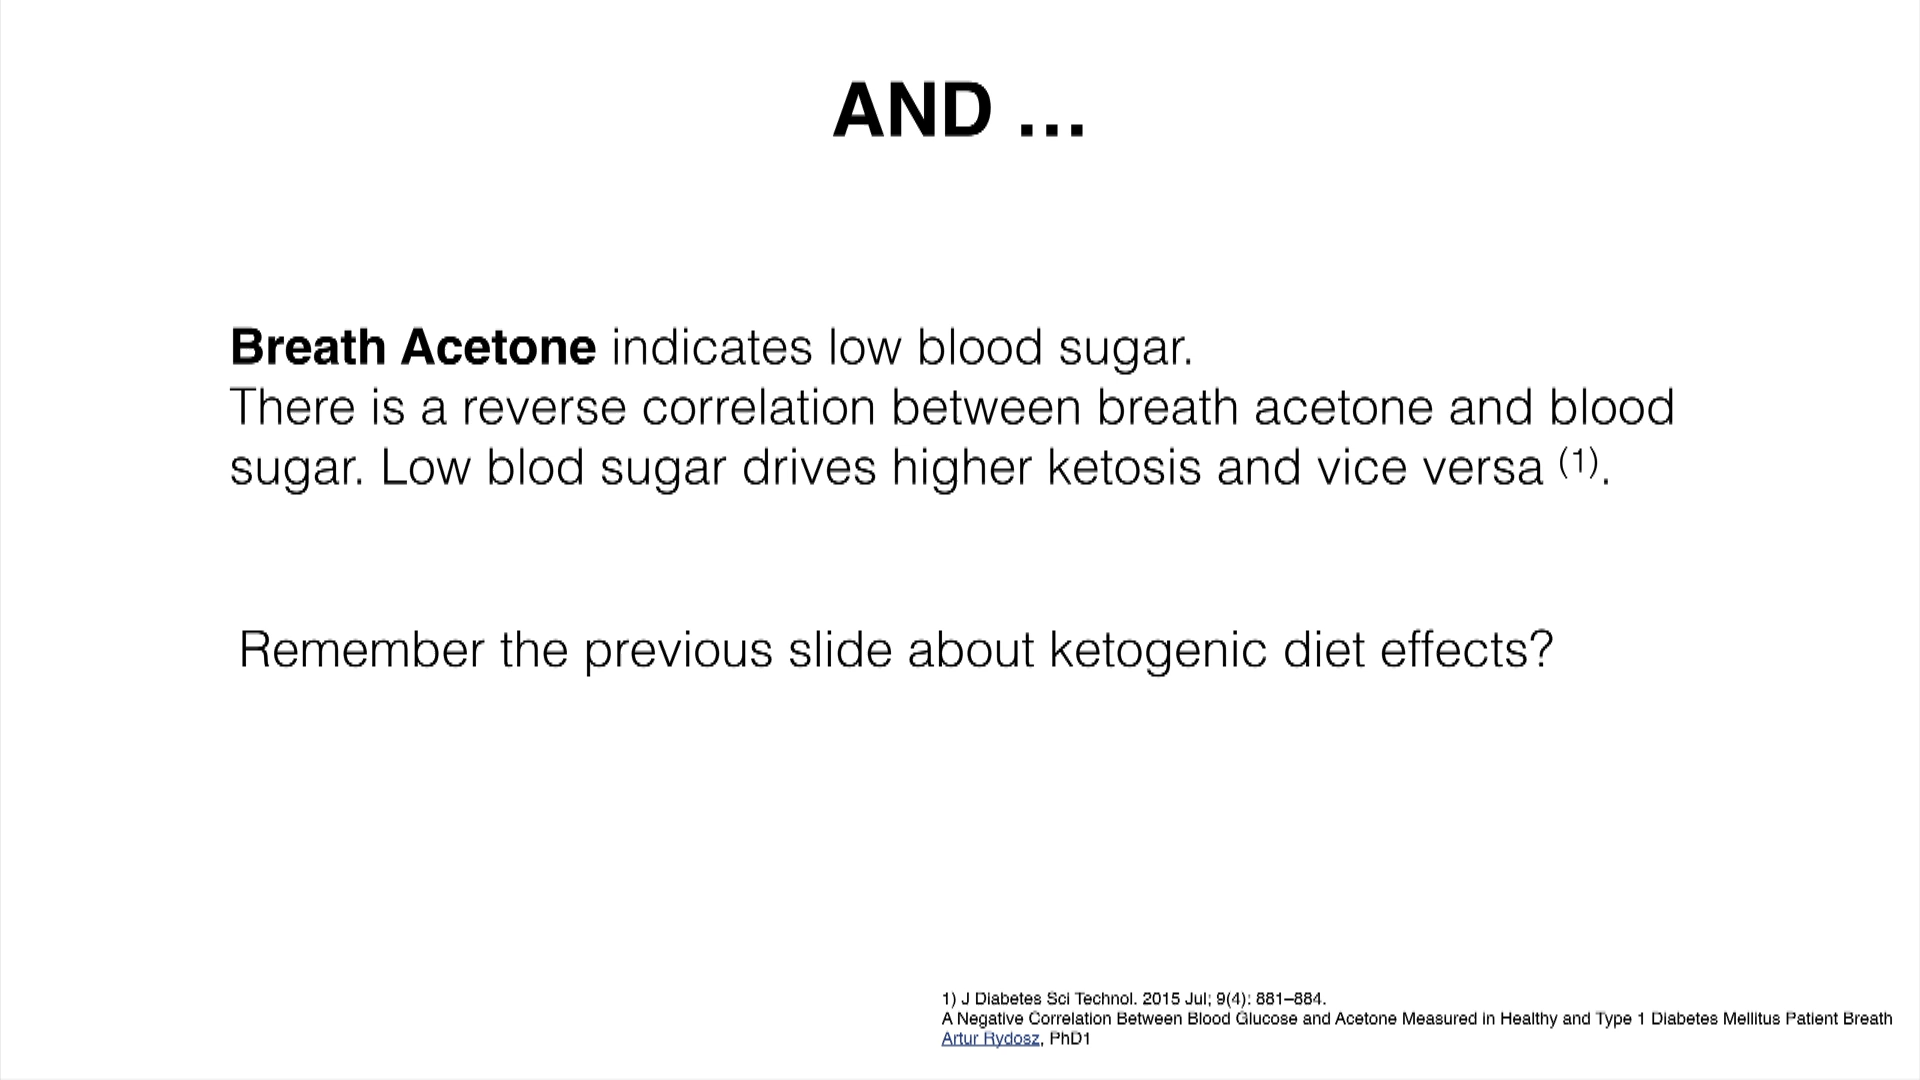 AND ...
Breath Acetone indicates low blood sugar.
There is a reverse correlation between breath acetone and blood
sugar. Low blod sugar drives higher ketosis and vice versa (1).
Remember the previous slide about ketogenic diet effects?
1) J Diabetes Sci Technol. 2015 Jul; 9(4): 881–884.
A Negative Correlation Between Blood Glucose and Acetone Measured in Healthy and Type 1 Diabetes Mellitus Patient Breath
Artur Rydosz, PhD1